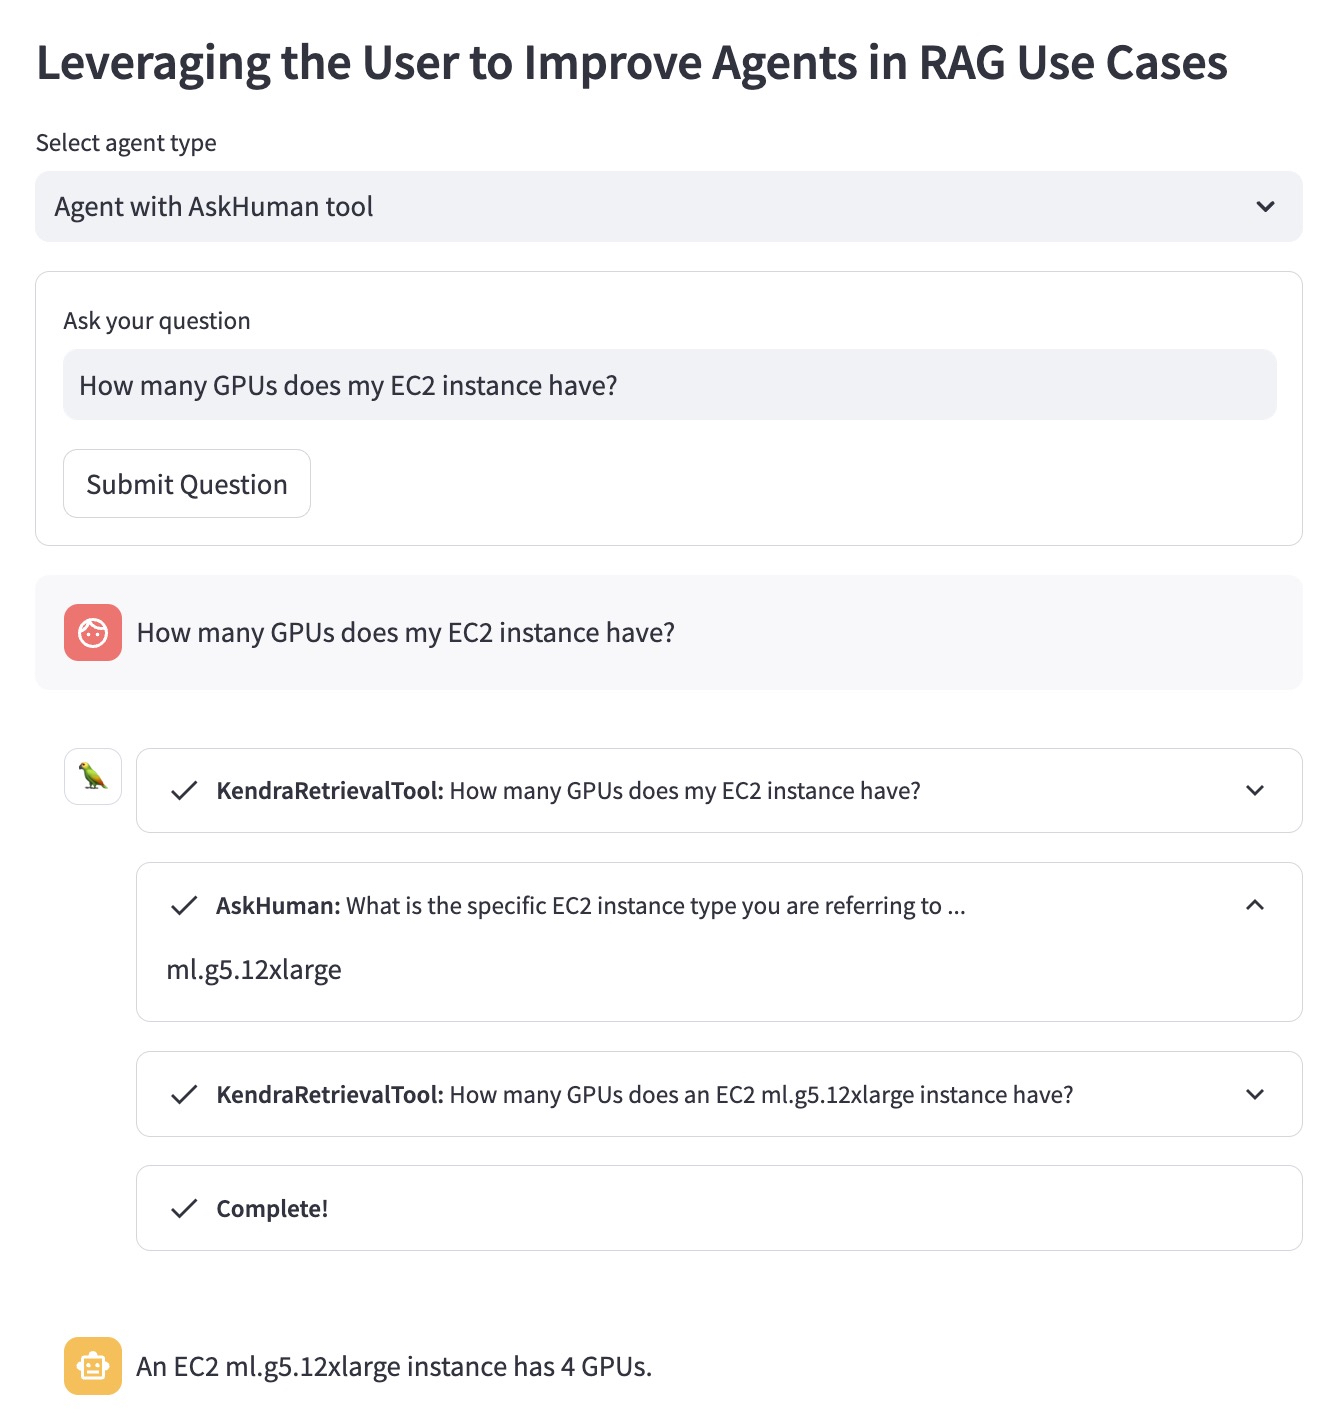 Leveraging the User to Improve Agents in RAG Use Cases
Select agent type
Agent with AskHuman tool
Ask your question
How many GPUs does my EC2 instance have?
Submit Question
How many GPUs does my EC2 instance have?
KendraRetrievalTool: How many GPUs does my EC2 instance have?
AskHuman: What is the specific EC2 instance type you are referring to ...
ml.g5.12xlarge
KendraRetrievalTool: How many GPUs does an EC2 ml.g5.12xlarge instance have?
Complete!
An EC2 ml.g5.12xlarge instance has 4 GPUs.